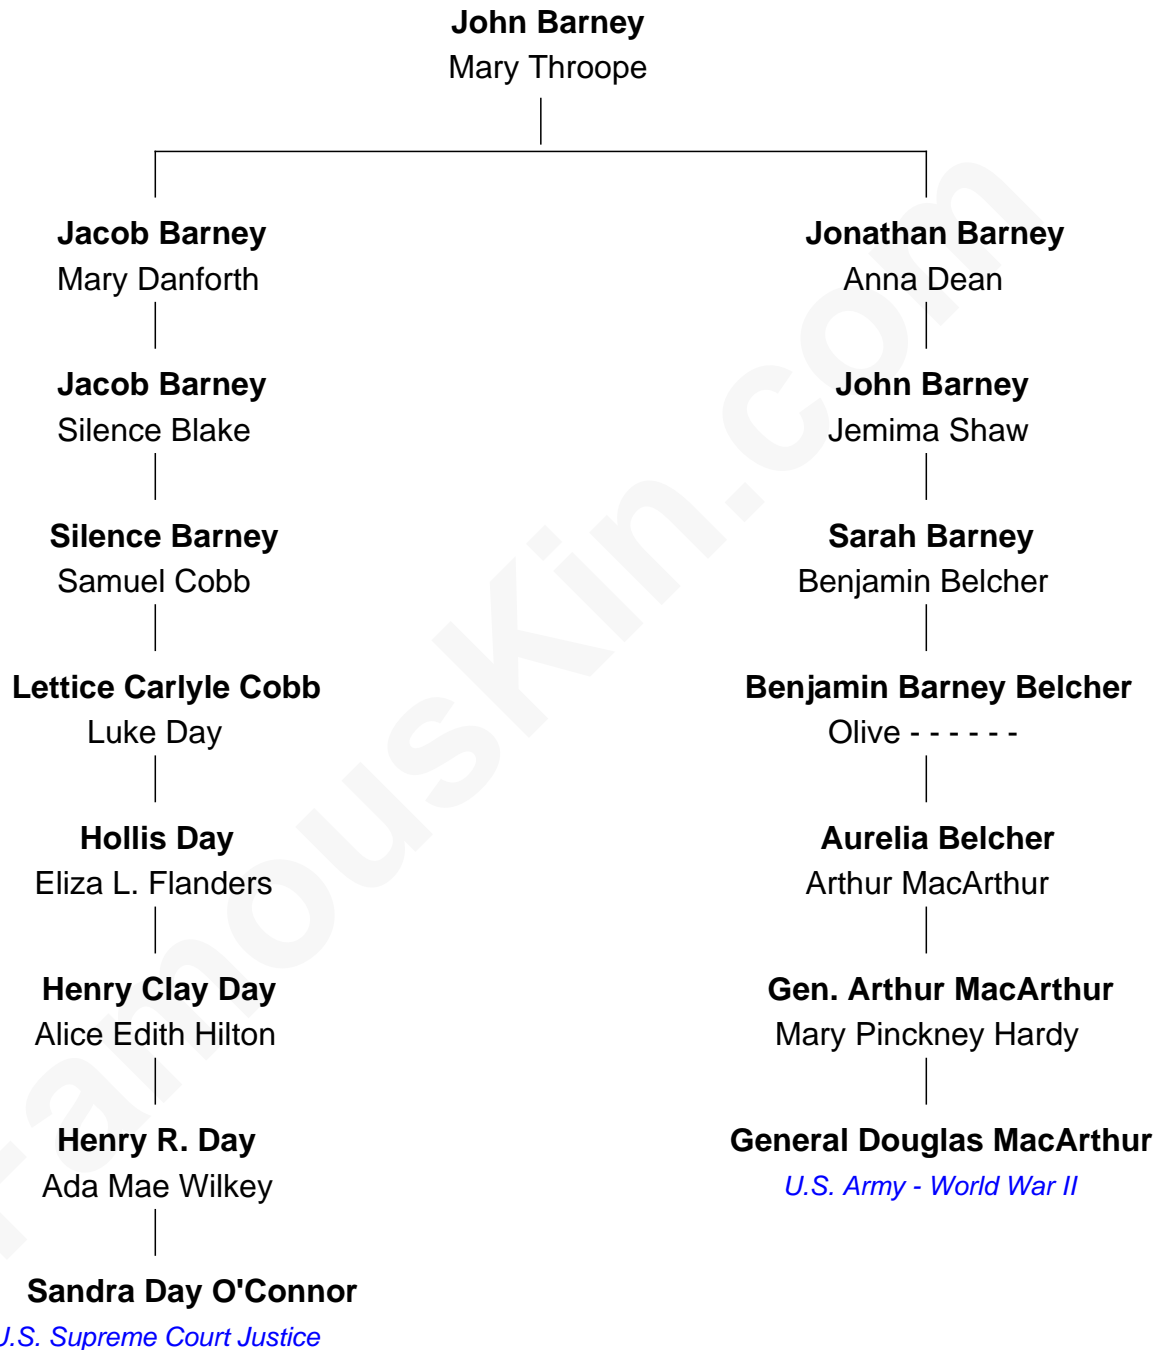 John Barney
Mary Throope
Jacob Barney
Mary Danforth
Jacob Barney
Silence Blake
Silence Barney
Samuel Cobb
Lettice Carlyle Cobb
Luke Day
Hollis Day
Eliza L. Flanders
Henry Clay Day
Alice Edith Hilton
Henry R. Day
Ada Mae Wilkey
Sandra Day O'Connor
U.S. Supreme Court Justice
Jonathan Barney
Anna Dean
John Barney
Jemima Shaw
Sarah Barney
Benjamin Belcher
Benjamin Barney Belcher
Olive - - - - - -
Aurelia Belcher
Arthur MacArthur
Gen. Arthur MacArthur
Mary Pinckney Hardy
General Douglas MacArthur
U.S. Army - World War II
FamousKin.com